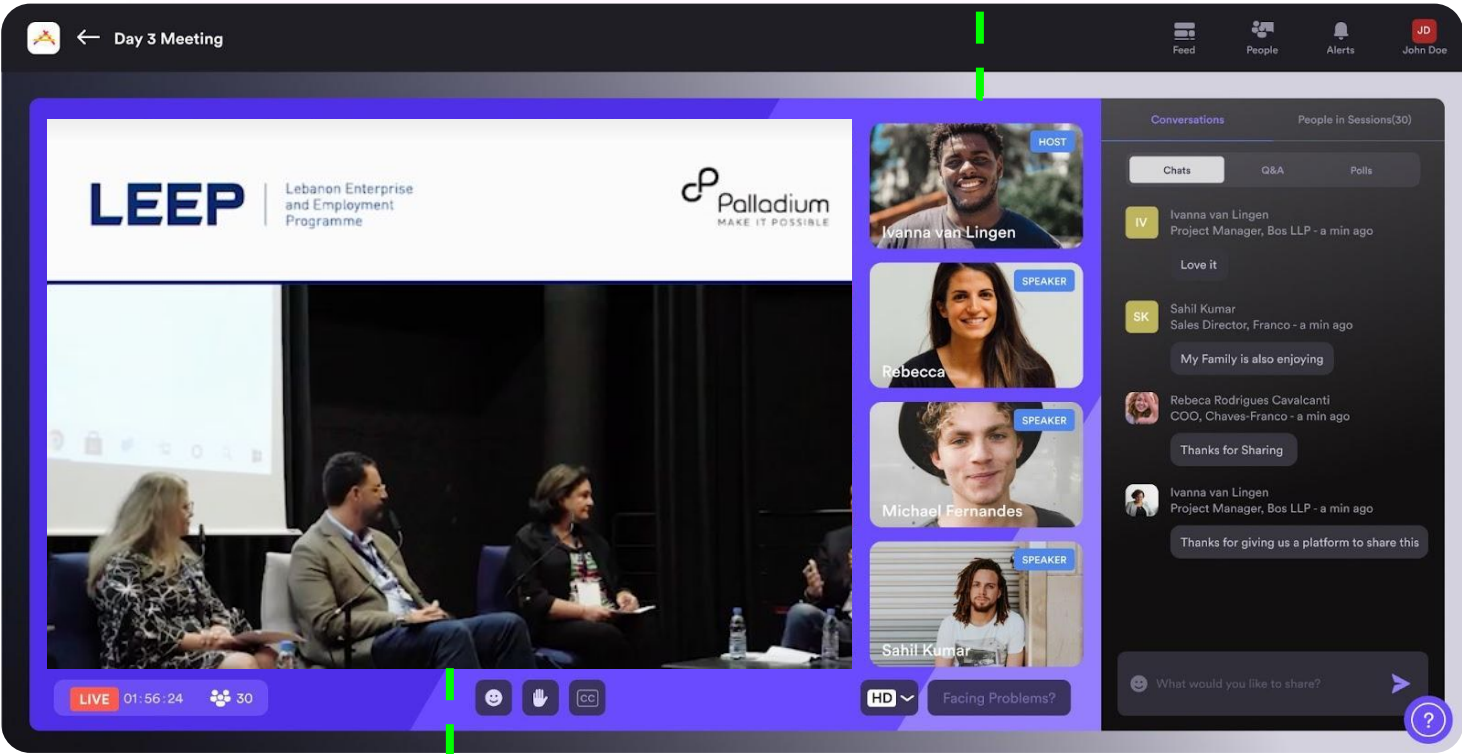 Day 3 Meeting
Feed
People
Alerts
JD
John Doe
LEEP
Lebanon Enterprise
and Employment
Programme
Palladium
MAKE IT POSSIBLE
HOST
Ivanna van Lingen
SPEAKER
Rebecca
SPEAKER
Michael Fernandes
SPEAKER
Sahil Kumar
LIVE 01:56:24 30
CC
HD
Facing Problems?
Conversations
People in Sessions(30)
Chats
Q&A
Polls
IV
Ivanna van Lingen
Project Manager, Bos LLP - a min ago
Love it
SK
Sahil Kumar
Sales Director, Franco - a min ago
My Family is also enjoying
Rebeca Rodrigues Cavalcanti
COO, Chaves-Franco - a min ago
Thanks for Sharing
Ivanna van Lingen
Project Manager, Bos LLP - a min ago
Thanks for giving us a platform to share this
What would you like to share?
?